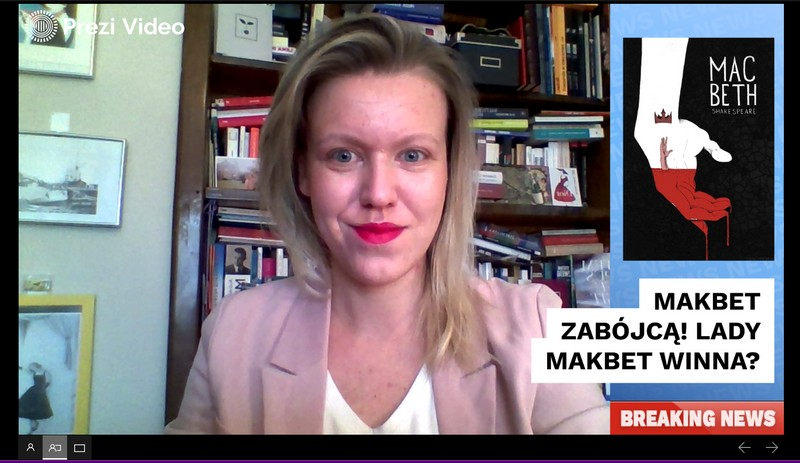 Prezi Video
MAC
BETH
SHAKESPEARE
MAKBET
ZABÓJCĄ! LADY
MAKBET WINNA?
BREAKING NEWS